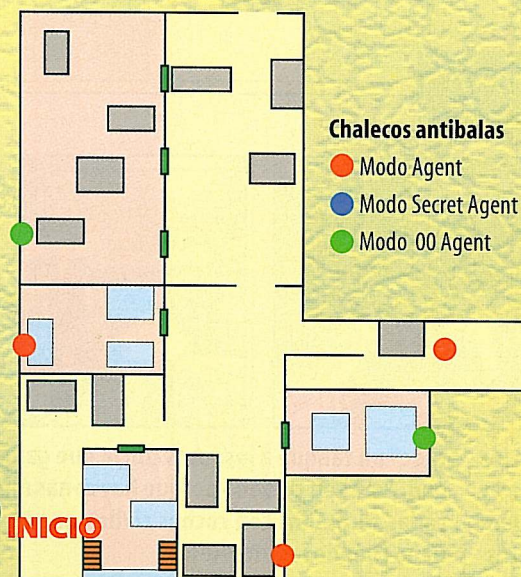 Chalecos antibalas
Modo Agent
Modo Secret Agent
Modo 00 Agent
INICIO